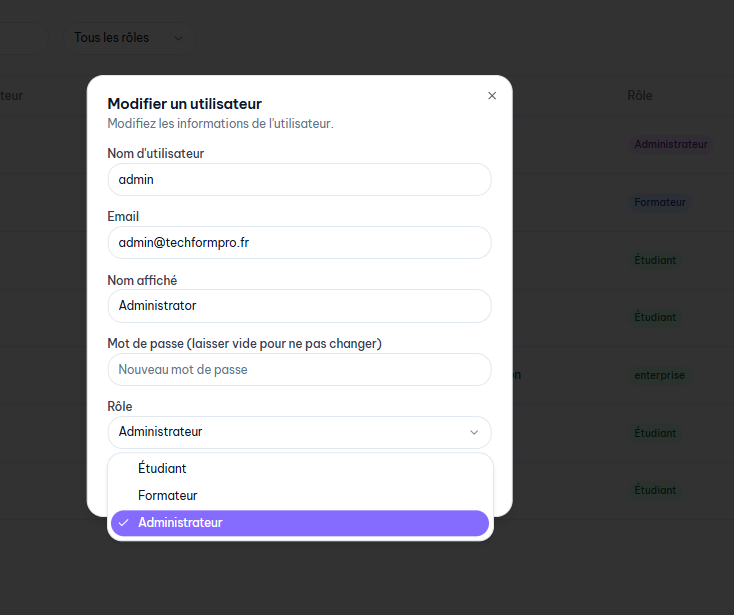 Tous les rôles
teur
Rôle
Modifier un utilisateur
Modifiez les informations de l'utilisateur.
Administrateur
Nom d'utilisateur
admin
Formateur
Email
admin@techformpro.fr
Étudiant
Nom affiché
Administrator
Étudiant
Mot de passe (laisser vide pour ne pas changer)
Nouveau mot de passe
on
enterprise
Rôle
Administrateur
Étudiant
Étudiant
Formateur
Étudiant
Administrateur